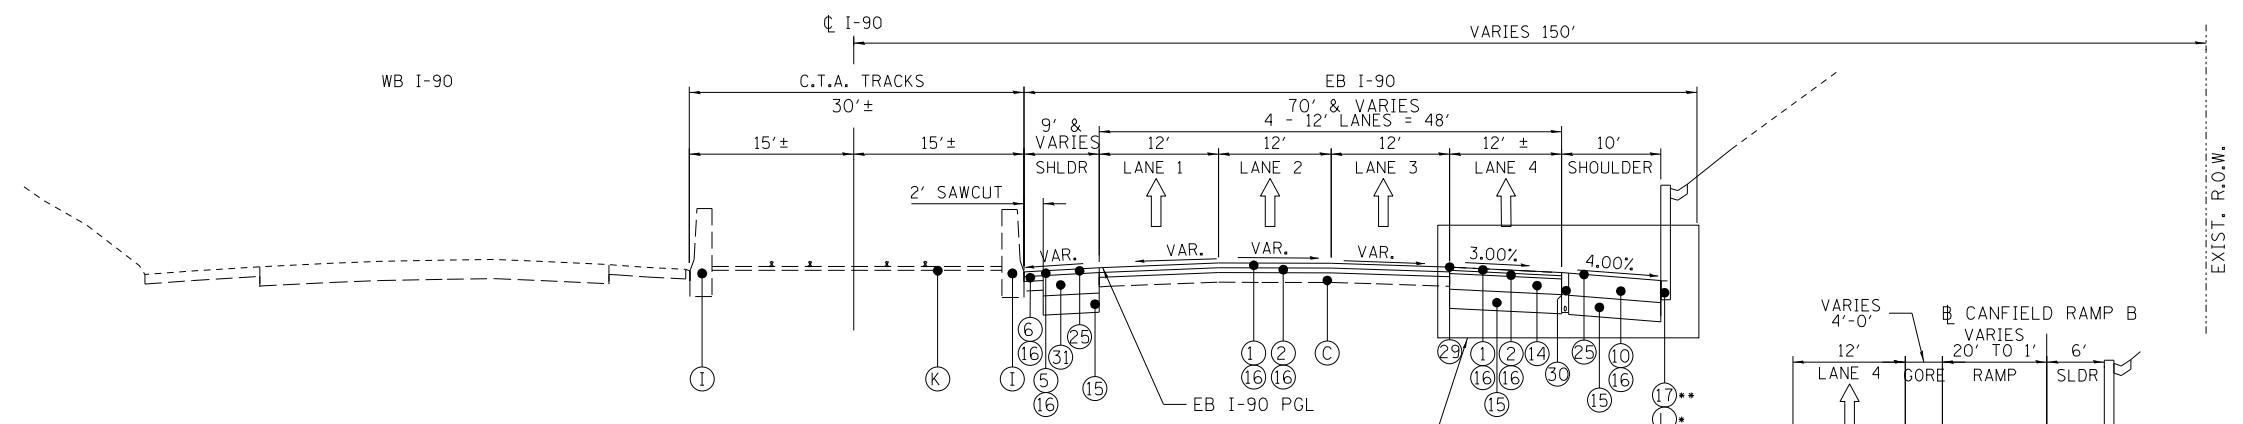 ℄ I-90
VARIES 150'
WB I-90
C.T.A. TRACKS
EB I-90
30'±
70' & VARIES
4 - 12' LANES = 48'
9' &
VARIES
15'±
15'±
12'
12'
12'
12' ±
10'
SHLDR
LANE 1
LANE 2
LANE 3
LANE 4
SHOULDER
2' SAWCUT
EXIST. R.O.W.
VAR.
VAR.
VAR.
VAR.
3.00%
4.00%
I
K
I
6
16
5
16
31
25
15
1
16
2
16
C
29
1
16
2
16
14
15
30
25
10
16
15
17**
L*
EB I-90 PGL
VARIES
4'-0'
B CANFIELD RAMP B
VARIES
12'
20' TO 1'
6'
LANE 4
GORE
RAMP
SLDR